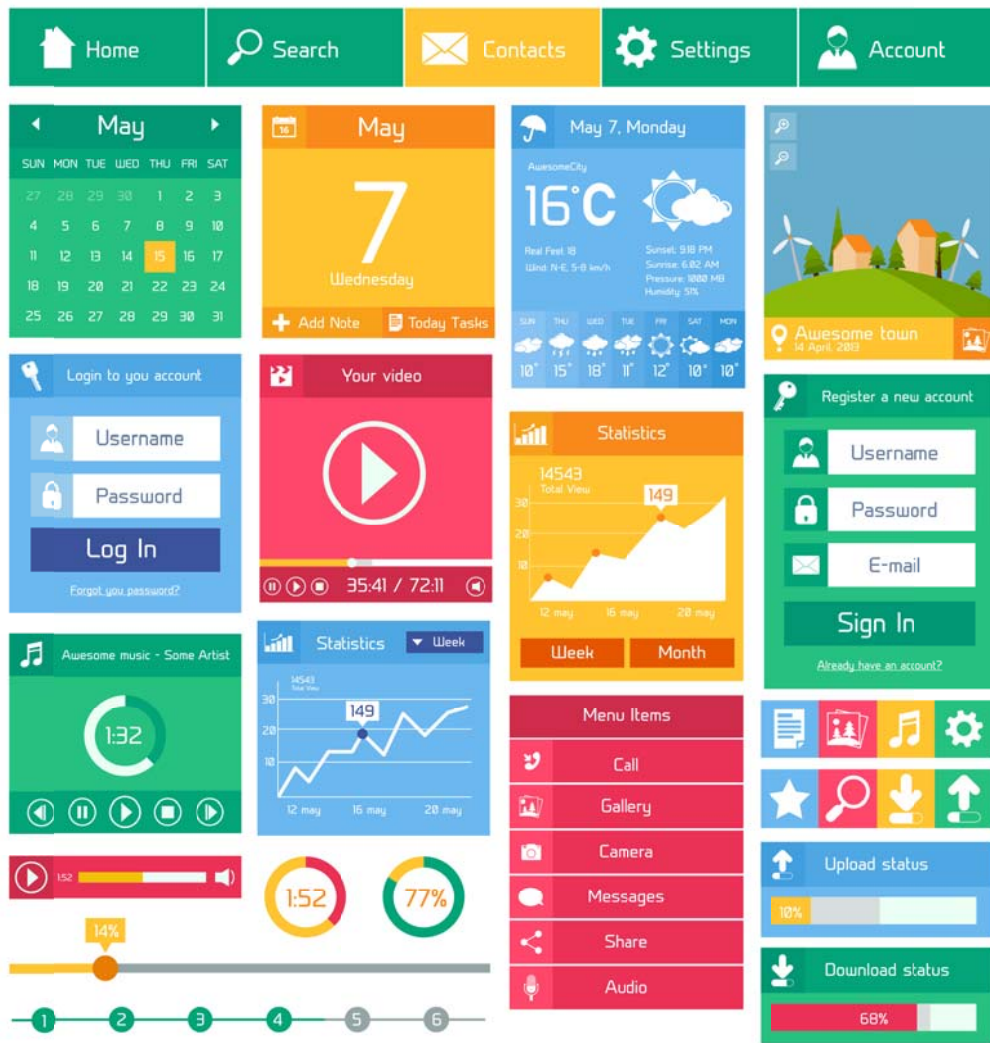 Home
Search
Contacts
Settings
Account
May
SUN MON TUE WED THU FRI SAT
27 28 29 30 1 2 3
4 5 6 7 8 9 10
11 12 13 14 15 16 17
18 19 20 21 22 23 24
25 26 27 28 29 30 31
16
May
7
Wednesday
Add Note
Today Tasks
May 7, Monday
AwesomeCity
16°C
Real Feel: 18
Wind: N-E, 5-8 km/h
Sunset: 9.18 PM
Sunrise: 6.02 AM
Pressure: 1000 MB
Humidity: 51%
SUN THU WED TUE FRI SAT MON
10° 15° 18° 11° 12° 10° 10°
Awesome town
14 April, 2013
Login to you account
Username
Password
Log In
Forgot you password?
Your video
35:41 / 72:11
Statistics
14543
Total View
149
30
20
10
12 may 16 may 20 may
Week
Month
Register a new account
Username
Password
E-mail
Sign In
Already have an account?
Awesome music - Some Artist
1:32
Statistics
Week
14543
Total View
149
30
20
10
12 may 16 may 20 may
Menu Items
Call
Gallery
Camera
Messages
Share
Audio
1:52
1:52
77%
14%
1 2 3 4 5 6
Upload status
10%
Download status
68%